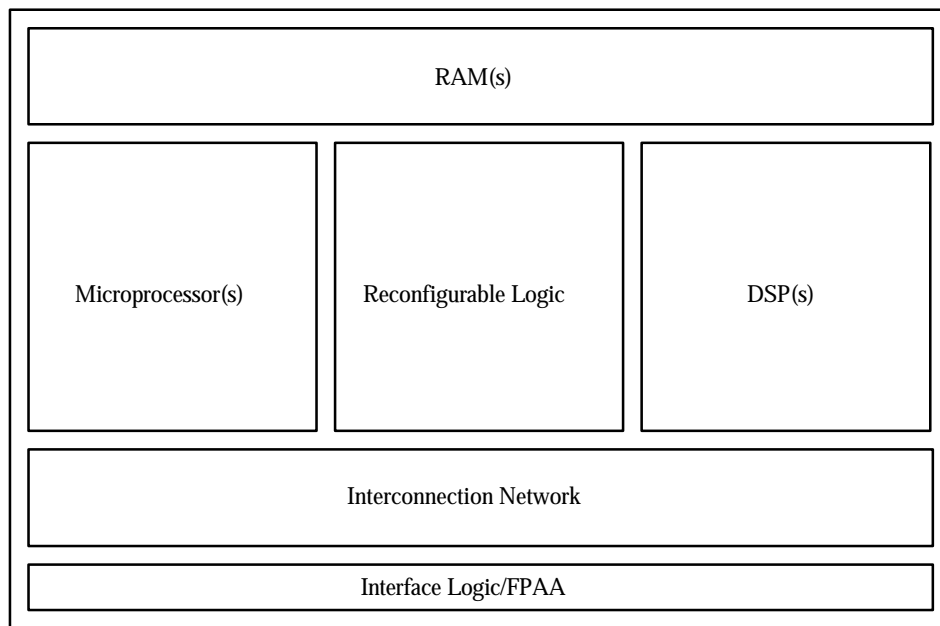 RAM(s)
Microprocessor(s)
Reconfigurable Logic
DSP(s)
Interconnection Network
Interface Logic/FPAA